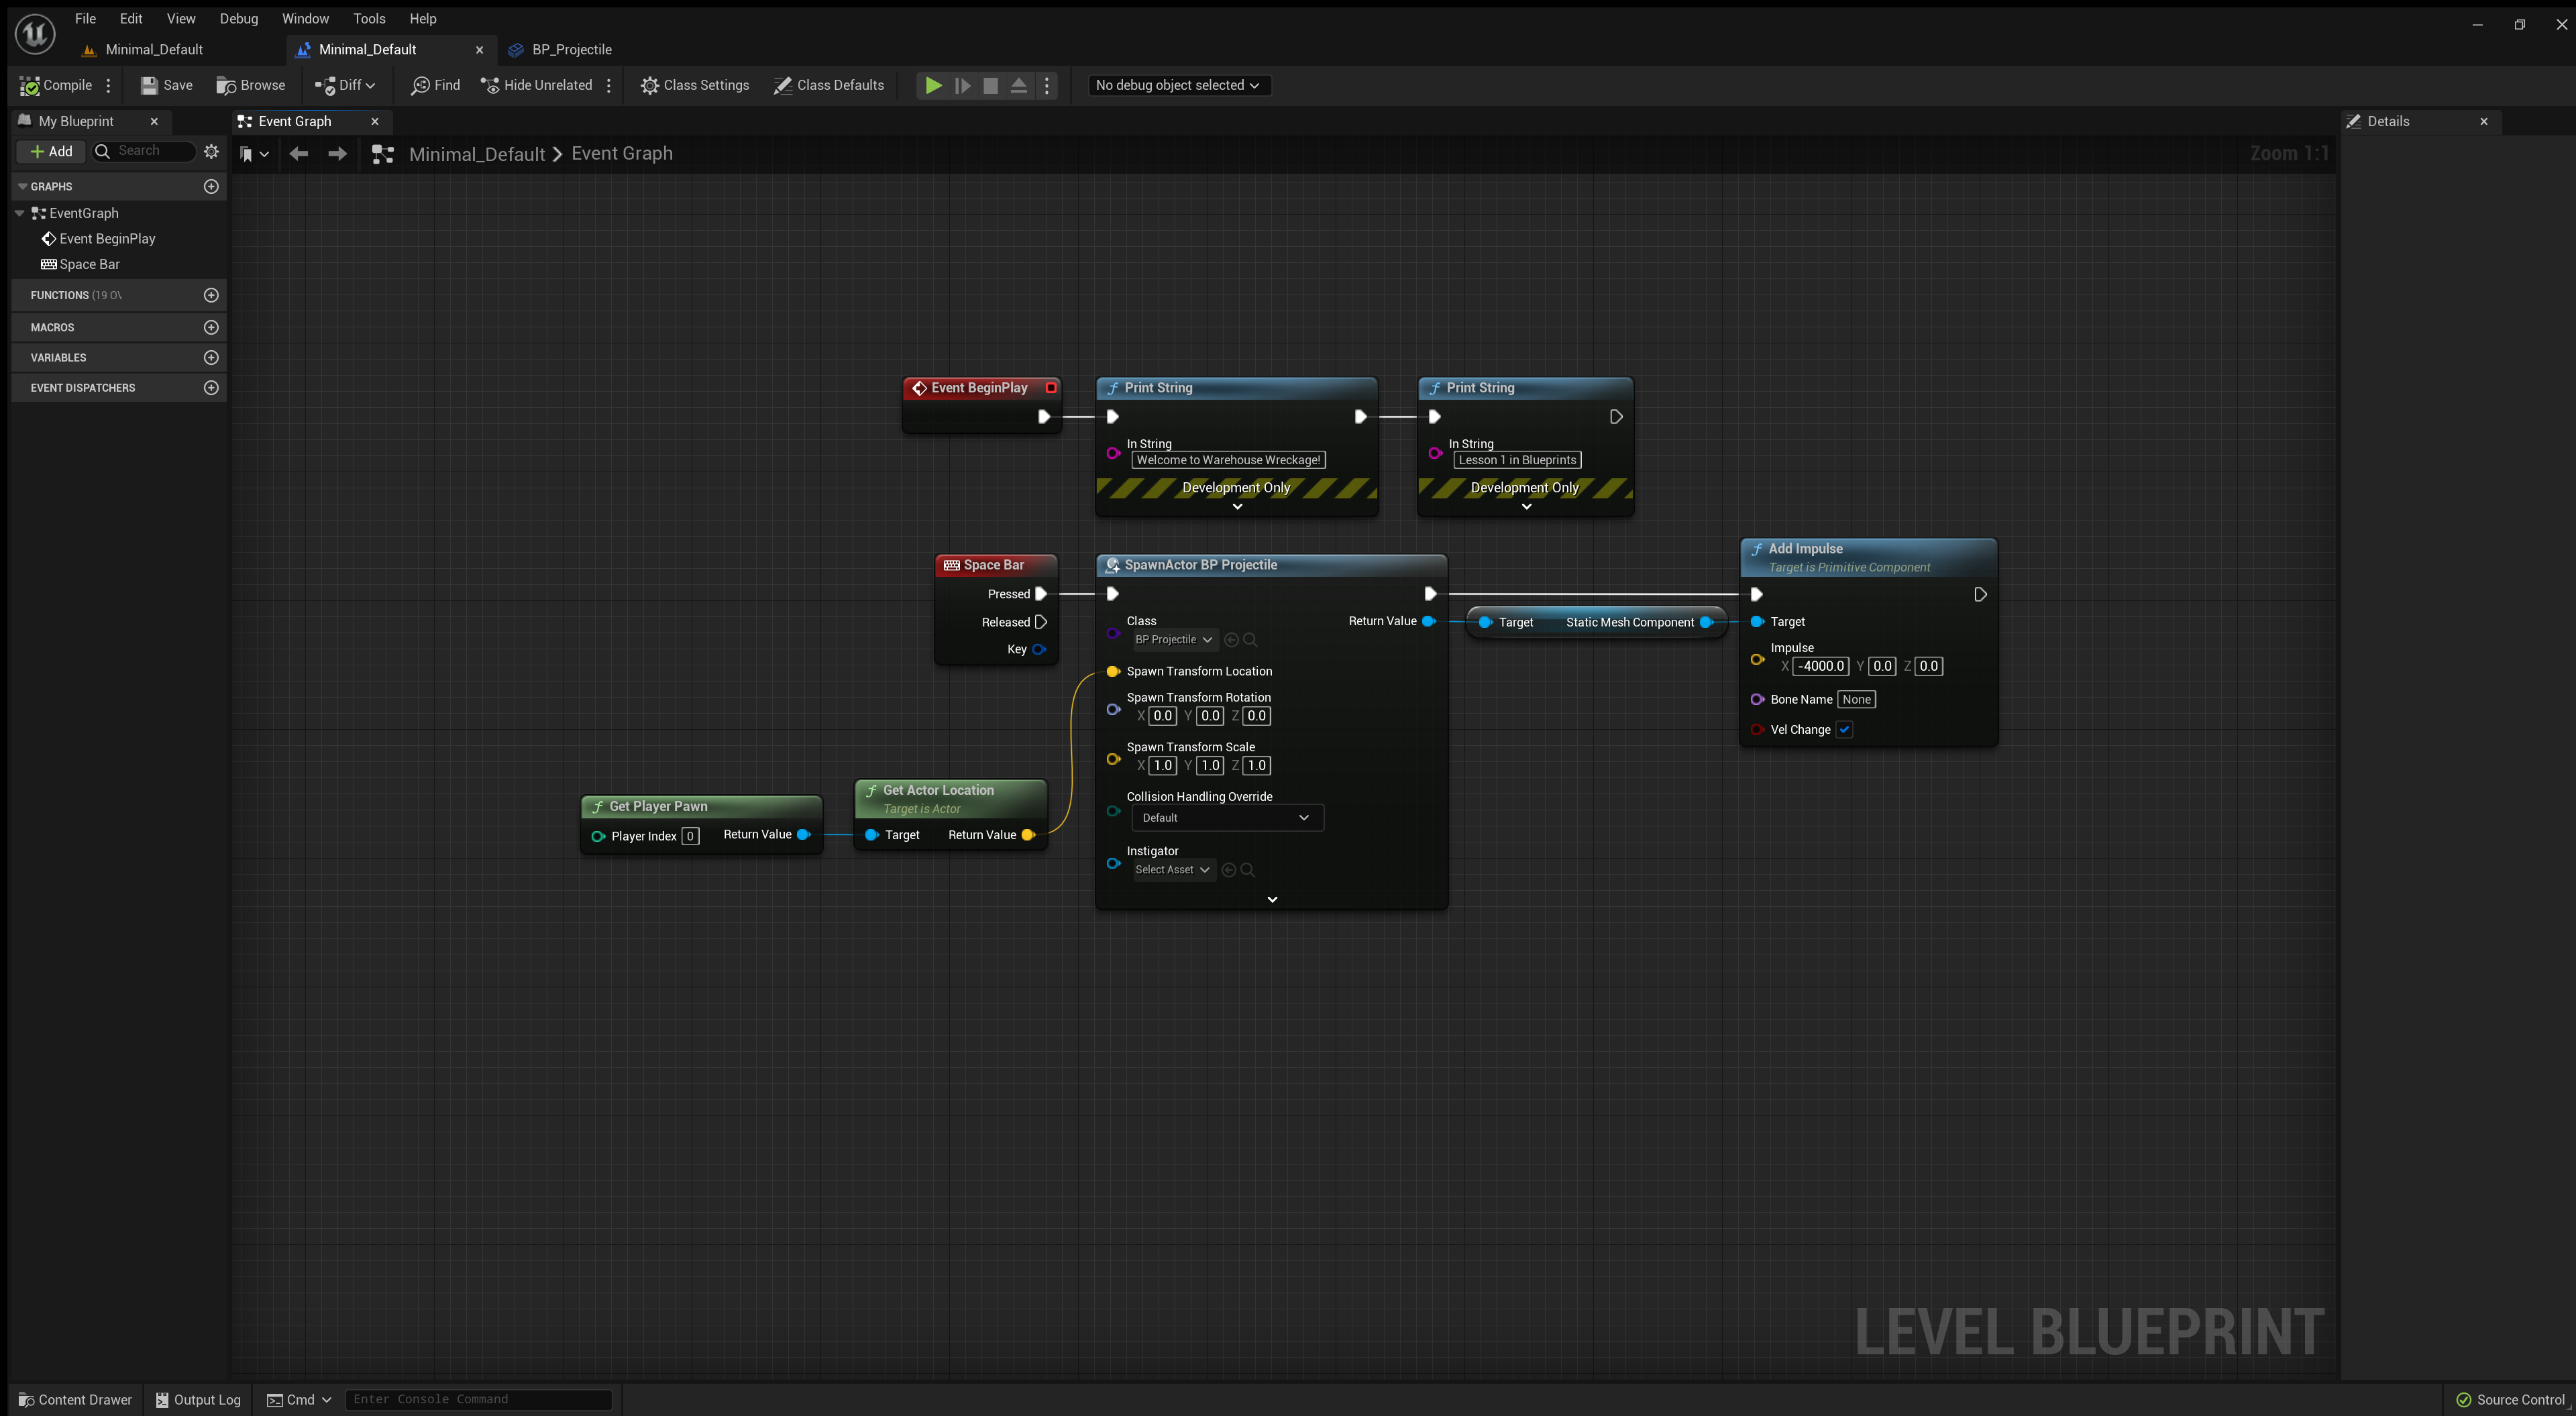 File Edit View Debug Window Tools Help
Minimal_Default Minimal_Default BP_Projectile
Compile Save Browse Diff Find Hide Unrelated Class Settings Class Defaults No debug object selected
My Blueprint Event Graph Details
Add Search Minimal_Default Event Graph Zoom 1:1
GRAPHS
EventGraph
Event BeginPlay
Space Bar
FUNCTIONS (19 OV
MACROS
VARIABLES
EVENT DISPATCHERS
Event BeginPlay
Print String
In String
Welcome to Warehouse Wreckage!
Development Only
Print String
In String
Lesson 1 in Blueprints
Development Only
Space Bar
Pressed
Released
Key
SpawnActor BP Projectile
Class
Return Value
BP Projectile
Spawn Transform Location
Spawn Transform Rotation
X 0.0 Y 0.0 Z 0.0
Spawn Transform Scale
X 1.0 Y 1.0 Z 1.0
Collision Handling Override
Default
Instigator
Select Asset
Target Static Mesh Component
Add Impulse
Target is Primitive Component
Target
Impulse
X -4000.0 Y 0.0 Z 0.0
Bone Name None
Vel Change
Get Player Pawn
Player Index 0 Return Value
Get Actor Location
Target is Actor
Target Return Value
LEVEL BLUEPRINT
Content Drawer Output Log Cmd Enter Console Command Source Control